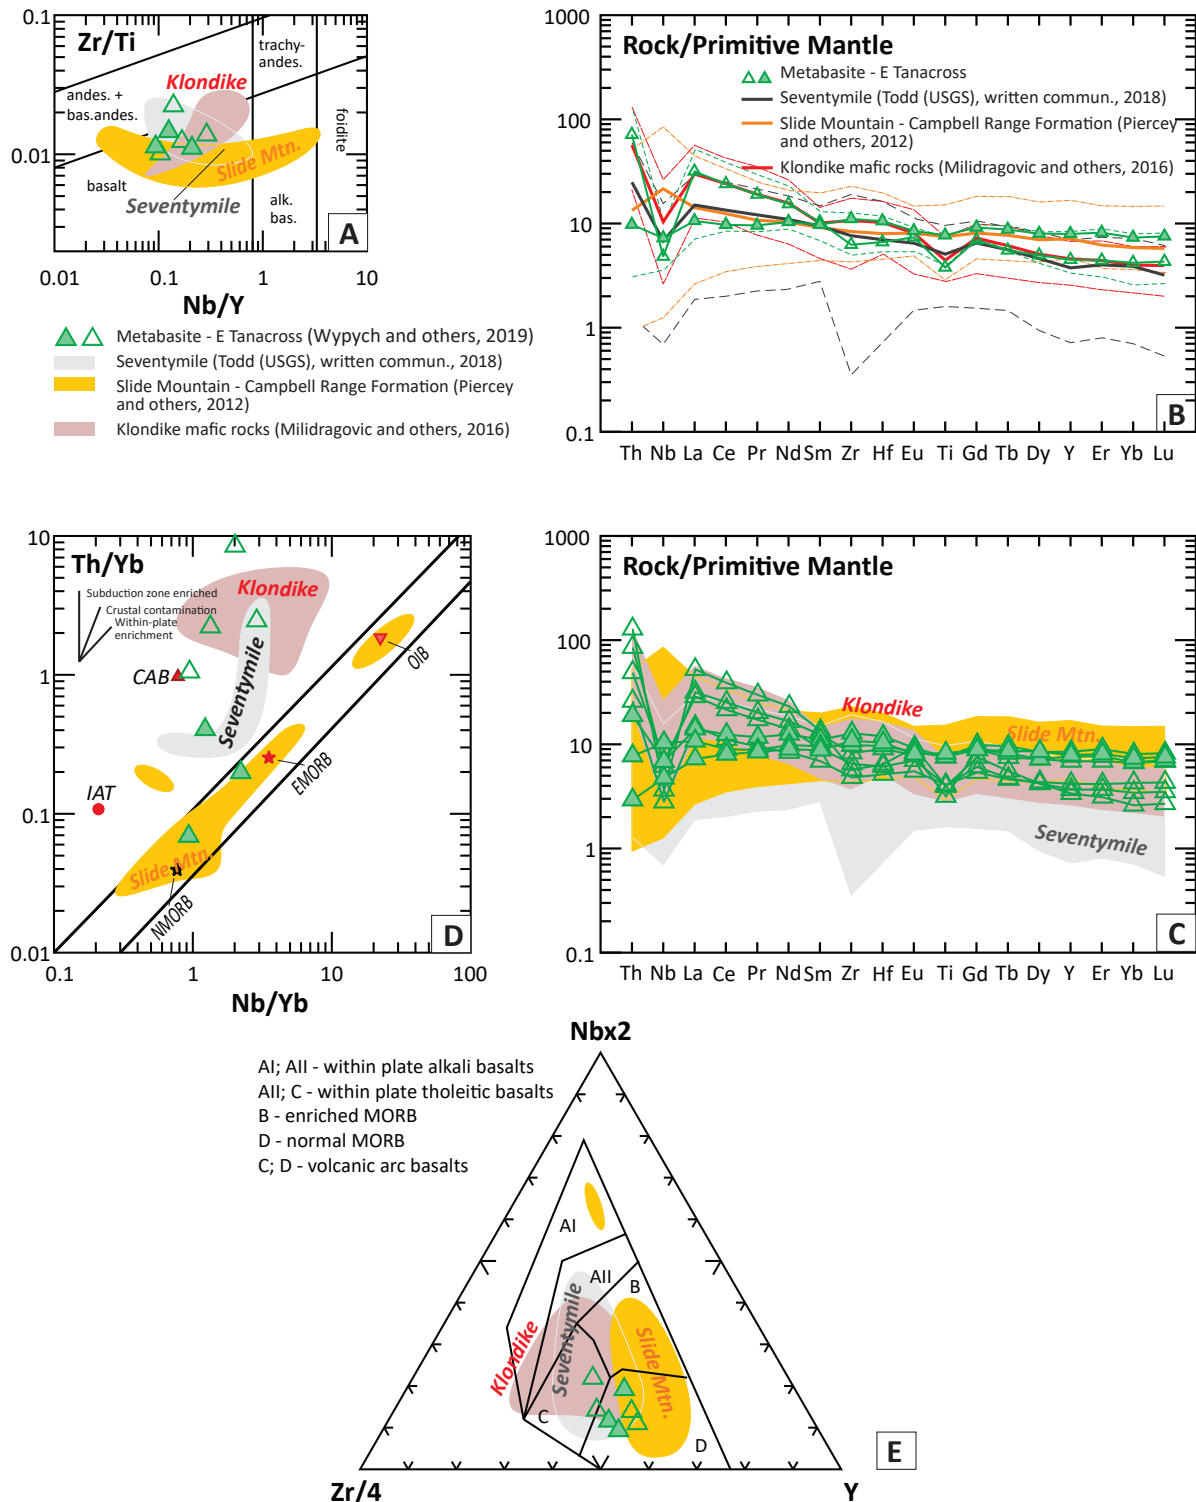 0.1
Zr/Ti
trachy-
andes.
Klondike
andes. +
bas.andes.
foidite
0.01
Slide Mtn.
basalt
Seventymile
alk.
bas.
A
0.01
0.1
1
10
Nb/Y
Metabasite - E Tanacross (Wypych and others, 2019)
Seventymile (Todd (USGS), written commun., 2018)
Slide Mountain - Campbell Range Formation (Piercey
and others, 2012)
Klondike mafic rocks (Milidragovic and others, 2016)
1000
Rock/Primitive Mantle
Metabasite - E Tanacross
Seventymile (Todd (USGS), written commun., 2018)
Slide Mountain - Campbell Range Formation (Piercey
and others, 2012)
Klondike mafic rocks (Milidragovic and others, 2016)
100
10
1
0.1
B
Th Nb La Ce Pr Nd Sm Zr Hf Eu Ti Gd Tb Dy Y Er Yb Lu
10
Th/Yb
Subduction zone enriched
Crustal contamination
Within-plate
enrichment
Klondike
CAB
OIB
1
Seventymile
EMORB
IAT
0.1
Slide Mtn.
NMORB
D
0.01
0.1
1
10
100
Nb/Yb
1000
Rock/Primitive Mantle
100
Klondike
Slide Mtn.
10
1
Seventymile
0.1
C
Th Nb La Ce Pr Nd Sm Zr Hf Eu Ti Gd Tb Dy Y Er Yb Lu
Nbx2
AI; AII - within plate alkali basalts
AII; C - within plate tholeitic basalts
B - enriched MORB
D - normal MORB
C; D - volcanic arc basalts
AI
AII
B
Klondike
Seventymile
Slide Mtn.
C
D
E
Zr/4
Y